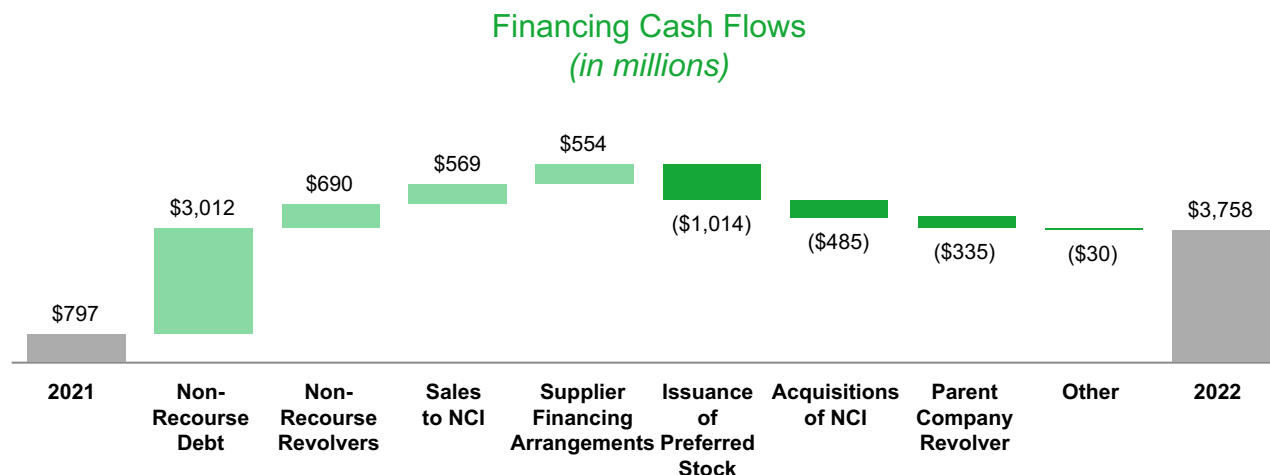 Financing Cash Flows
(in millions)
$797
$3,012
$690
$569
$554
($1,014)
($485)
($335)
($30)
$3,758
2021
Non-
Recourse
Debt
Non-
Recourse
Revolvers
Sales
to NCI
Supplier
Financing
Arrangements
Issuance
of
Preferred
Stock
Acquisitions
of NCI
Parent
Company
Revolver
Other
2022